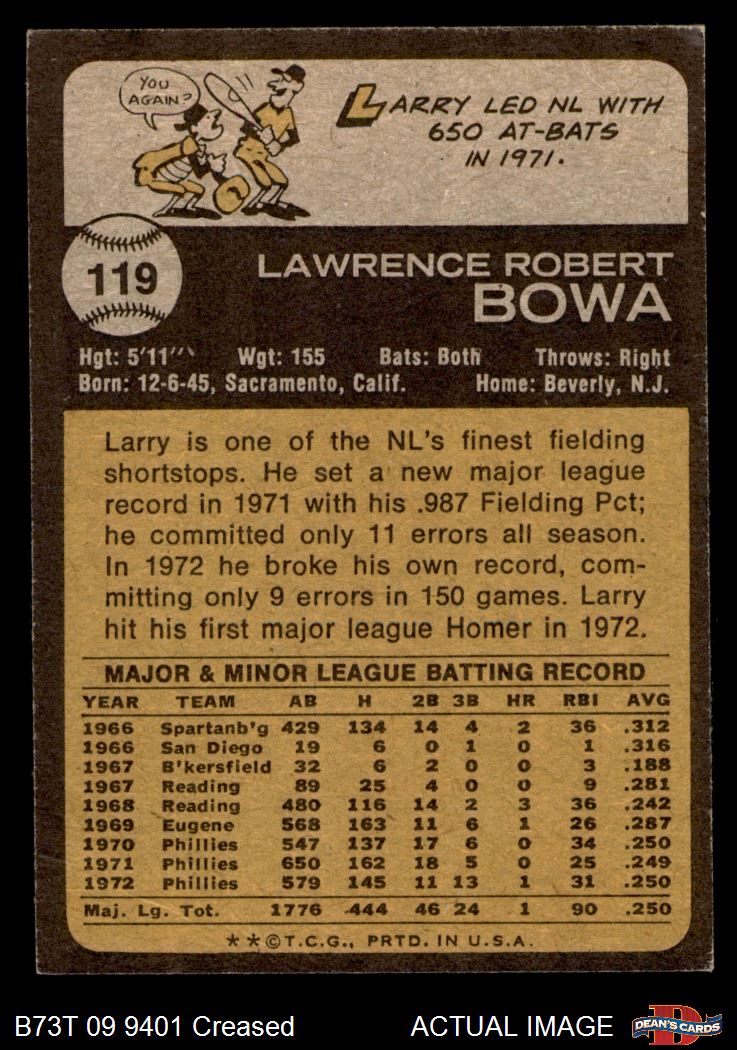 YOU
AGAIN?
LARRY LED NL WITH
650 AT-BATS
IN 1971.
119
LAWRENCE ROBERT
BOWA
Hgt: 5'11" Wgt: 155 Bats: Both Throws: Right
Born: 12-6-45, Sacramento, Calif. Home: Beverly, N.J.
Larry is one of the NL's finest fielding
shortstops. He set a new major league
record in 1971 with his .987 Fielding Pct;
he committed only 11 errors all season.
In 1972 he broke his own record, com-
mitting only 9 errors in 150 games. Larry
hit his first major league Homer in 1972.
MAJOR & MINOR LEAGUE BATTING RECORD
YEAR TEAM AB H 2B 3B HR RBI AVG
1966 Spartanb'g 429 134 14 4 2 36 .312
1966 San Diego 19 6 0 1 0 1 .316
1967 B'kersfield 32 6 2 0 0 3 .188
1967 Reading 89 25 4 0 0 9 .281
1968 Reading 480 116 14 2 3 36 .242
1969 Eugene 568 163 11 6 1 26 .287
1970 Phillies 547 137 17 6 0 34 .250
1971 Phillies 650 162 18 5 0 25 .249
1972 Phillies 579 145 11 13 1 31 .250
Maj. Lg. Tot. 1776 444 46 24 1 90 .250
**©T.C.G., PRTD. IN U.S.A.
B73T 09 9401 Creased ACTUAL IMAGE
D
DEAN'S CARDS